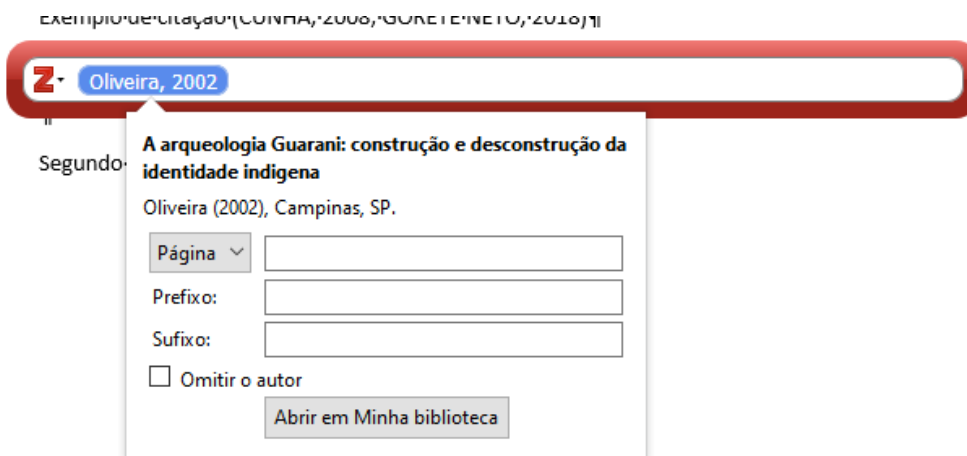 Exemplo·de·citação·(CUNHA,·2008;·GORETE·NETO,·2018)¶
Z Oliveira, 2002
¶
Segundo·
A arqueologia Guarani: construção e desconstrução da
identidade indigena
Oliveira (2002), Campinas, SP.
Página
Prefixo:
Sufixo:
Omitir o autor
Abrir em Minha biblioteca